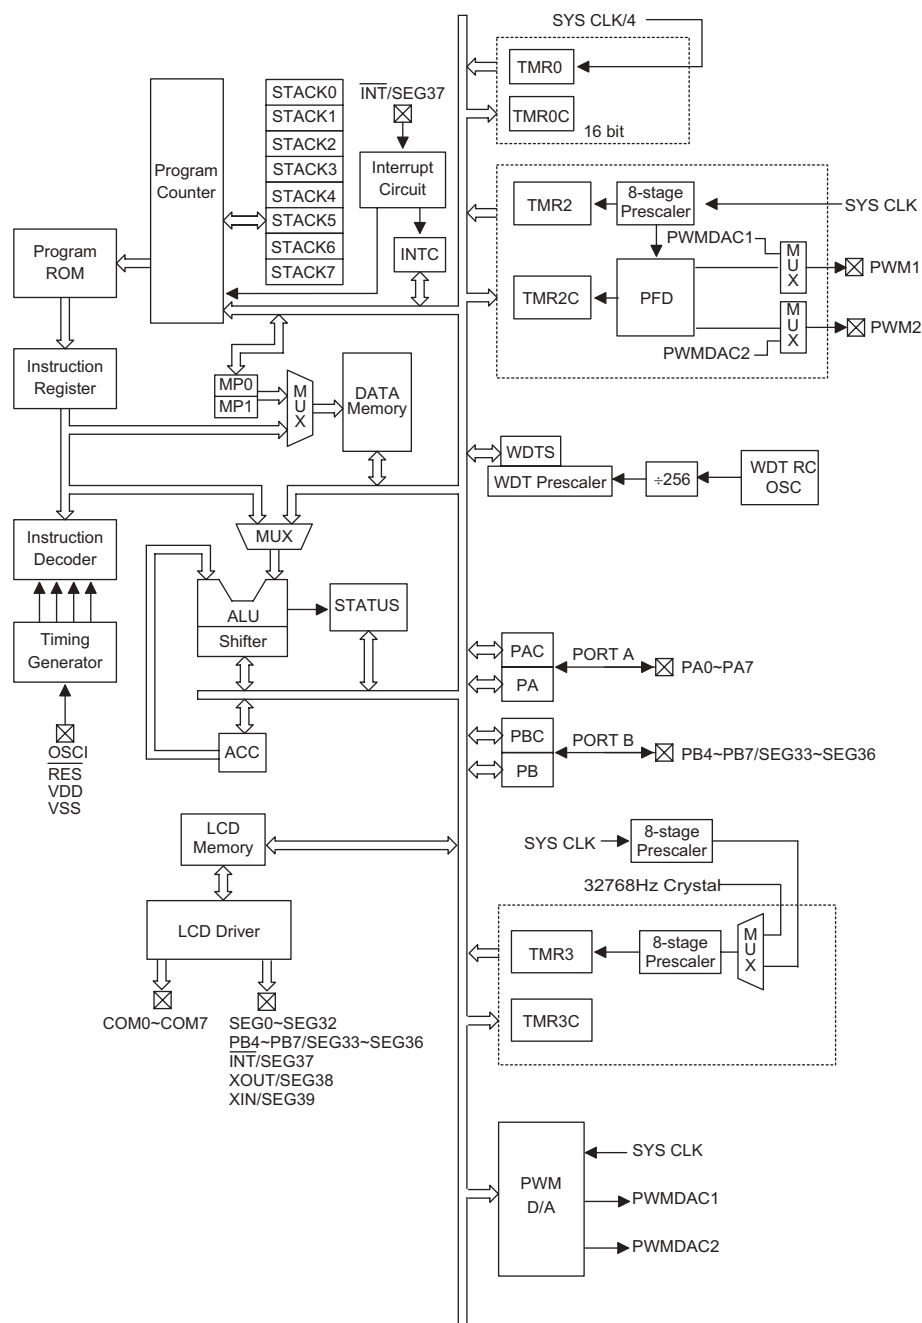 SYS CLK/4
TMR0
TMR0C
16 bit
STACK0
STACK1
STACK2
STACK3
STACK4
STACK5
STACK6
STACK7
INT/SEG37
Program
Counter
Interrupt
Circuit
INTC
Program
ROM
TMR2
8-stage
Prescaler
SYS CLK
PWMDAC1
MUX
PWM1
TMR2C
PFD
MUX
PWM2
PWMDAC2
Instruction
Register
MP0
MP1
MUX
DATA
Memory
WDTS
WDT Prescaler
÷256
WDT RC
OSC
MUX
Instruction
Decoder
ALU
Shifter
STATUS
Timing
Generator
PAC
PA
PORT A
PA0~PA7
OSCI
RES
VDD
VSS
ACC
PBC
PB
PORT B
PB4~PB7/SEG33~SEG36
LCD
Memory
SYS CLK
8-stage
Prescaler
32768Hz Crystal
LCD Driver
TMR3
8-stage
Prescaler
MUX
TMR3C
COM0~COM7
SEG0~SEG32
PB4~PB7/SEG33~SEG36
INT/SEG37
XOUT/SEG38
XIN/SEG39
PWM
D/A
SYS CLK
PWMDAC1
PWMDAC2